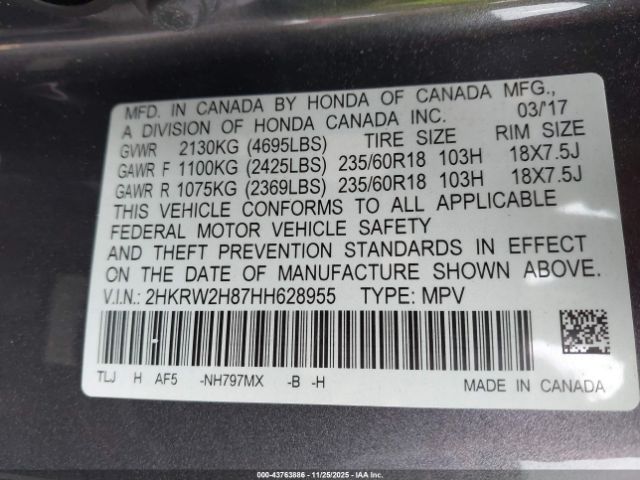 MFD. IN CANADA BY HONDA OF CANADA MFG.,
A DIVISION OF HONDA CANADA INC. 03/'17
GVWR 2130KG (4695LBS) TIRE SIZE RIM SIZE
GAWR F 1100KG (2425LBS) 235/60R18 103H 18X7.5J
GAWR R 1075KG (2369LBS) 235/60R18 103H 18X7.5J
THIS VEHICLE CONFORMS TO ALL APPLICABLE
FEDERAL MOTOR VEHICLE SAFETY
AND THEFT PREVENTION STANDARDS IN EFFECT
ON THE DATE OF MANUFACTURE SHOWN ABOVE.
V.I.N.: 2HKRW2H87HH628955 TYPE: MPV
TLJ H AF5 -NH797MX -B -H MADE IN CANADA
000-43763886 - 11/25/2025 - IAA Inc.